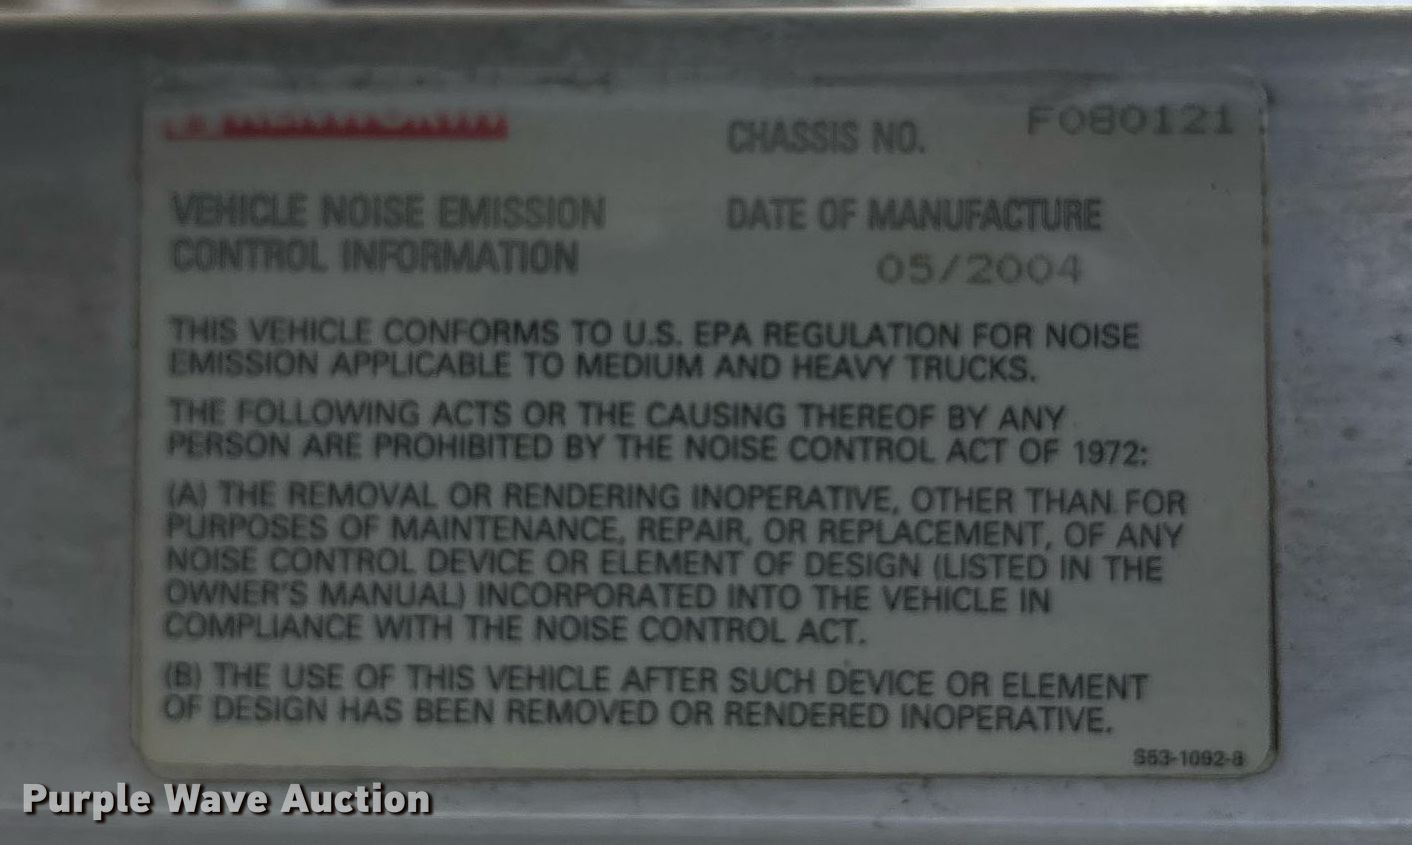 CHASSIS NO. F080121
VEHICLE NOISE EMISSION
CONTROL INFORMATION
DATE OF MANUFACTURE
05/2004
THIS VEHICLE CONFORMS TO U.S. EPA REGULATION FOR NOISE
EMISSION APPLICABLE TO MEDIUM AND HEAVY TRUCKS.
THE FOLLOWING ACTS OR THE CAUSING THEREOF BY ANY
PERSON ARE PROHIBITED BY THE NOISE CONTROL ACT OF 1972:
(A) THE REMOVAL OR RENDERING INOPERATIVE, OTHER THAN FOR
PURPOSES OF MAINTENANCE, REPAIR, OR REPLACEMENT, OF ANY
NOISE CONTROL DEVICE OR ELEMENT OF DESIGN (LISTED IN THE
OWNER'S MANUAL) INCORPORATED INTO THE VEHICLE IN
COMPLIANCE WITH THE NOISE CONTROL ACT.
(B) THE USE OF THIS VEHICLE AFTER SUCH DEVICE OR ELEMENT
OF DESIGN HAS BEEN REMOVED OR RENDERED INOPERATIVE.
S53-1092-8
Purple Wave Auction